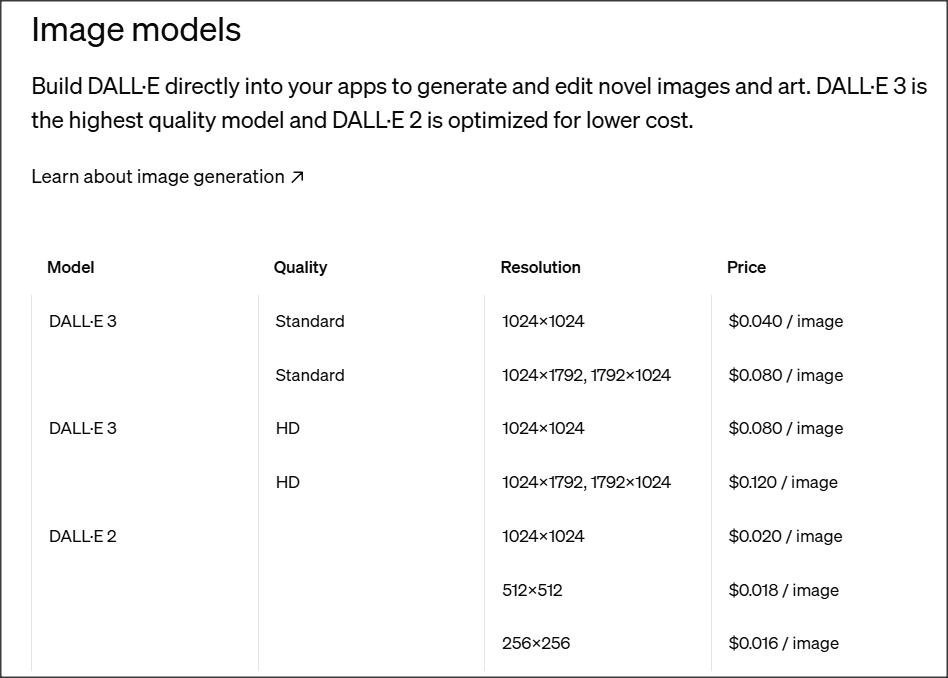 Image models
Build DALL·E directly into your apps to generate and edit novel images and art. DALL·E 3 is
the highest quality model and DALL·E 2 is optimized for lower cost.
Learn about image generation ↗
Model Quality Resolution Price
DALL·E 3 Standard 1024×1024 $0.040 / image
Standard 1024×1792, 1792×1024 $0.080 / image
DALL·E 3 HD 1024×1024 $0.080 / image
HD 1024×1792, 1792×1024 $0.120 / image
DALL·E 2 1024×1024 $0.020 / image
512×512 $0.018 / image
256×256 $0.016 / image